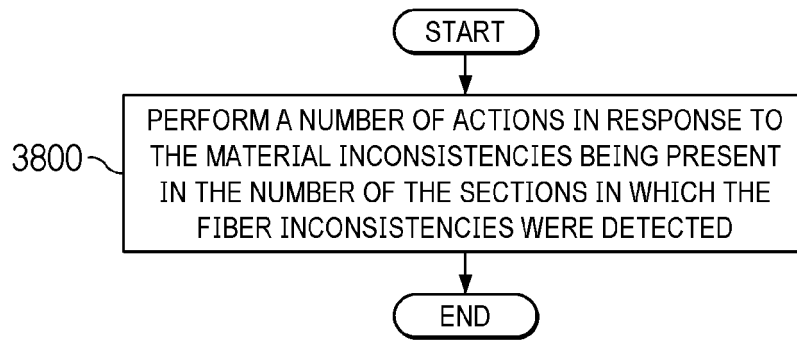 START
3800
PERFORM A NUMBER OF ACTIONS IN RESPONSE TO
THE MATERIAL INCONSISTENCIES BEING PRESENT
IN THE NUMBER OF THE SECTIONS IN WHICH THE
FIBER INCONSISTENCIES WERE DETECTED
END